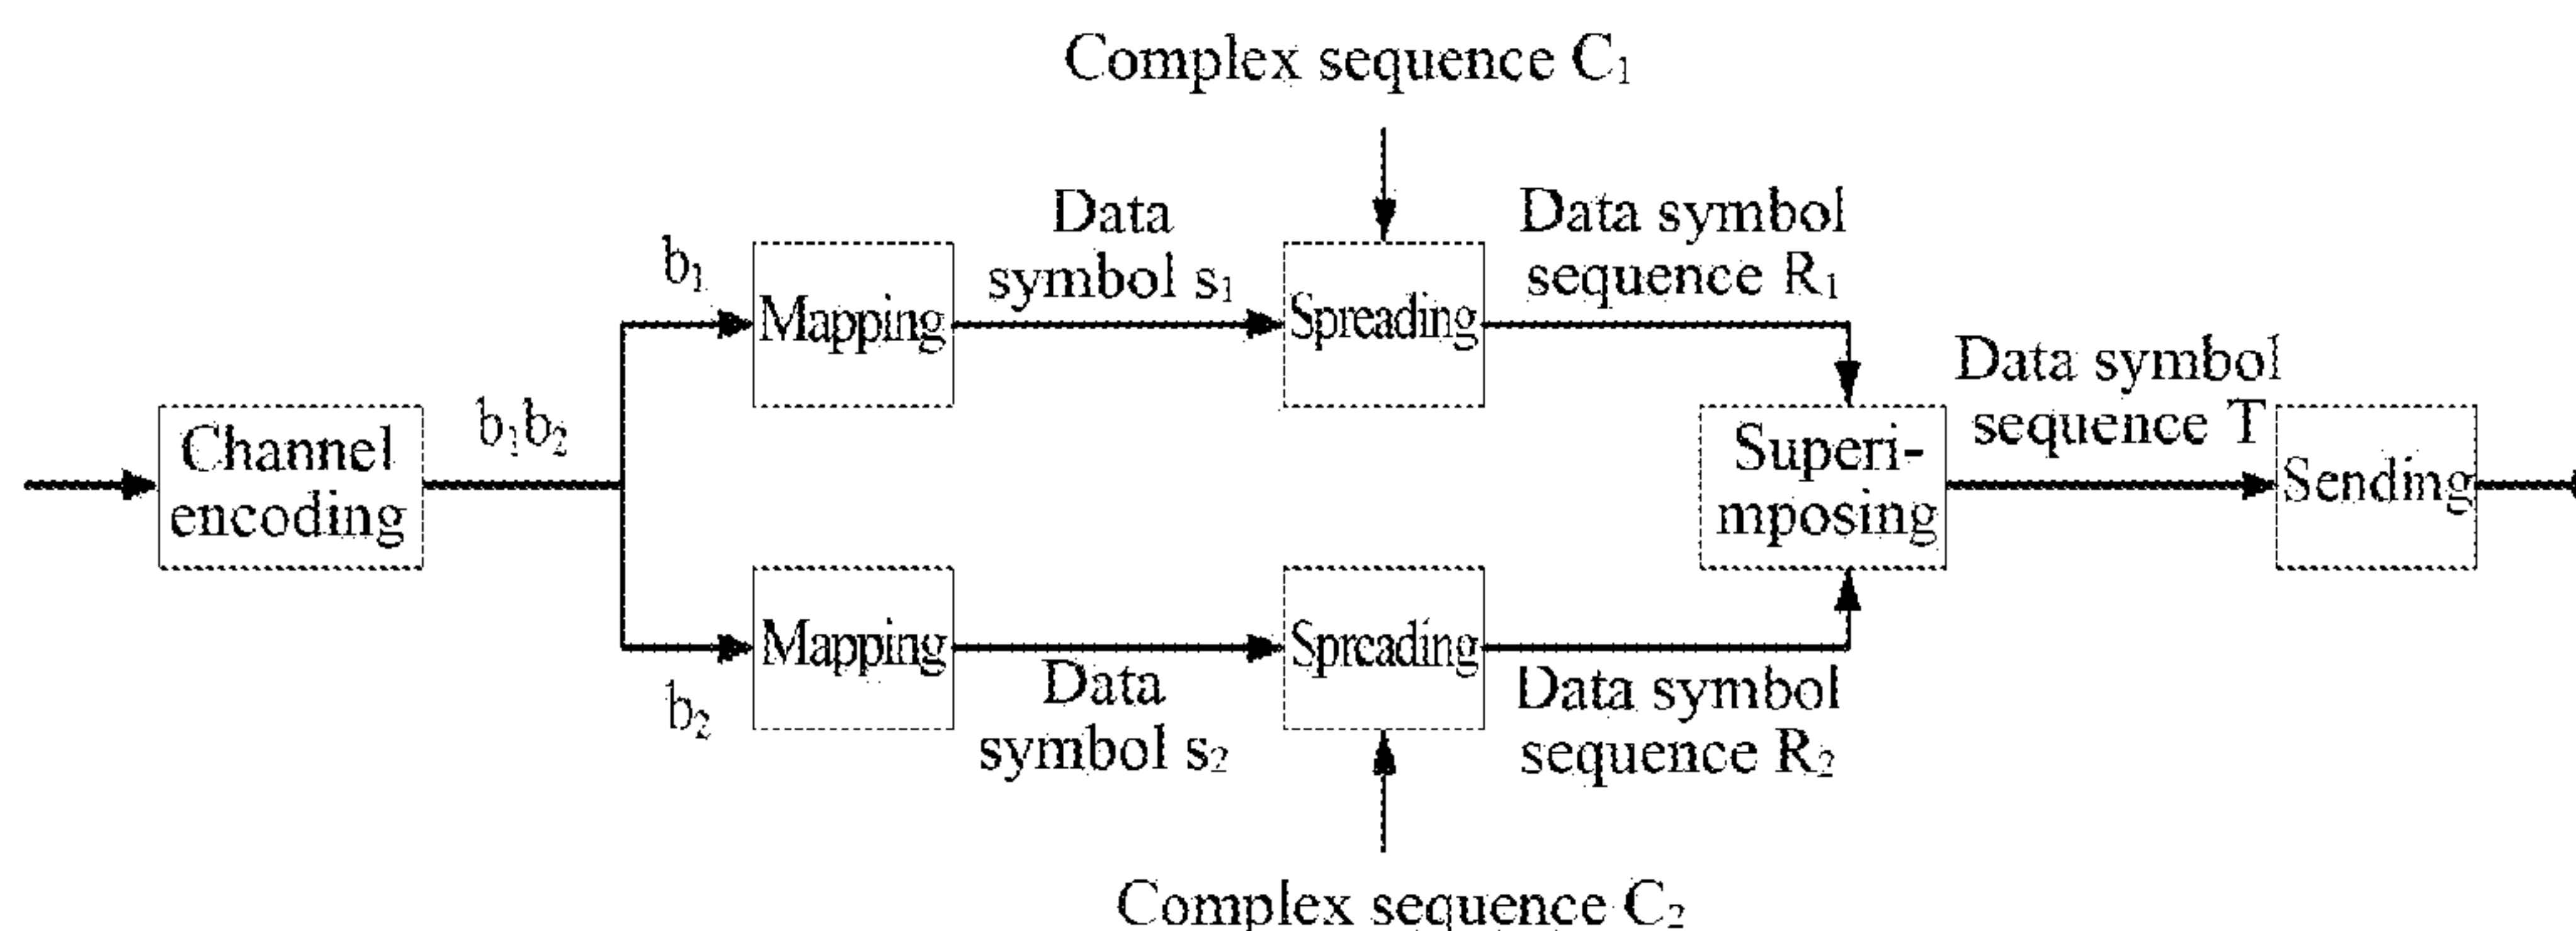 Complex sequence C₁
Data
symbol s₁
Data symbol
sequence R₁
b₁
Mapping
Spreading
Data symbol
sequence T
Channel
encoding
b₁b₂
Superi-
mposing
Sending
Mapping
Spreading
b₂
Data
symbol s₂
Data symbol
sequence R₂
Complex sequence C₂